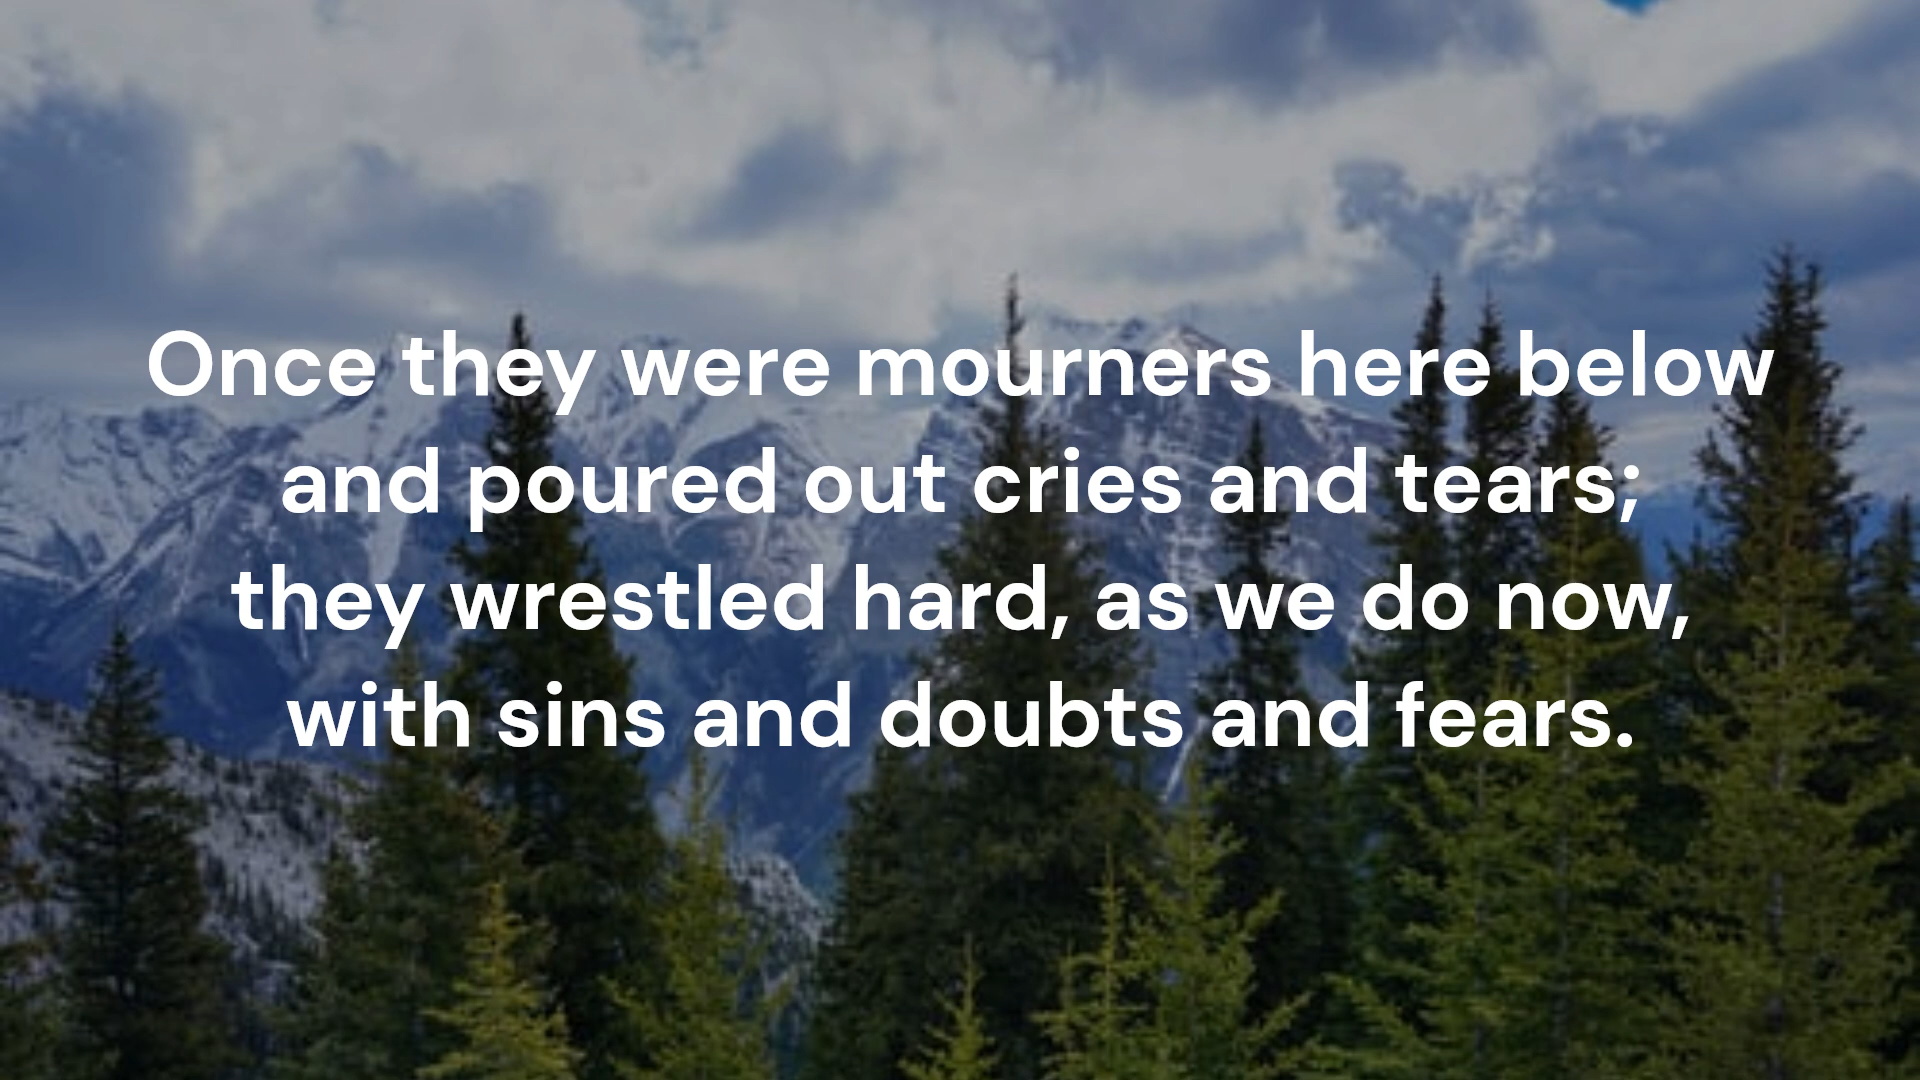 Once they were mourners here below
and poured out cries and tears;
they wrestled hard, as we do now,
with sins and doubts and fears.